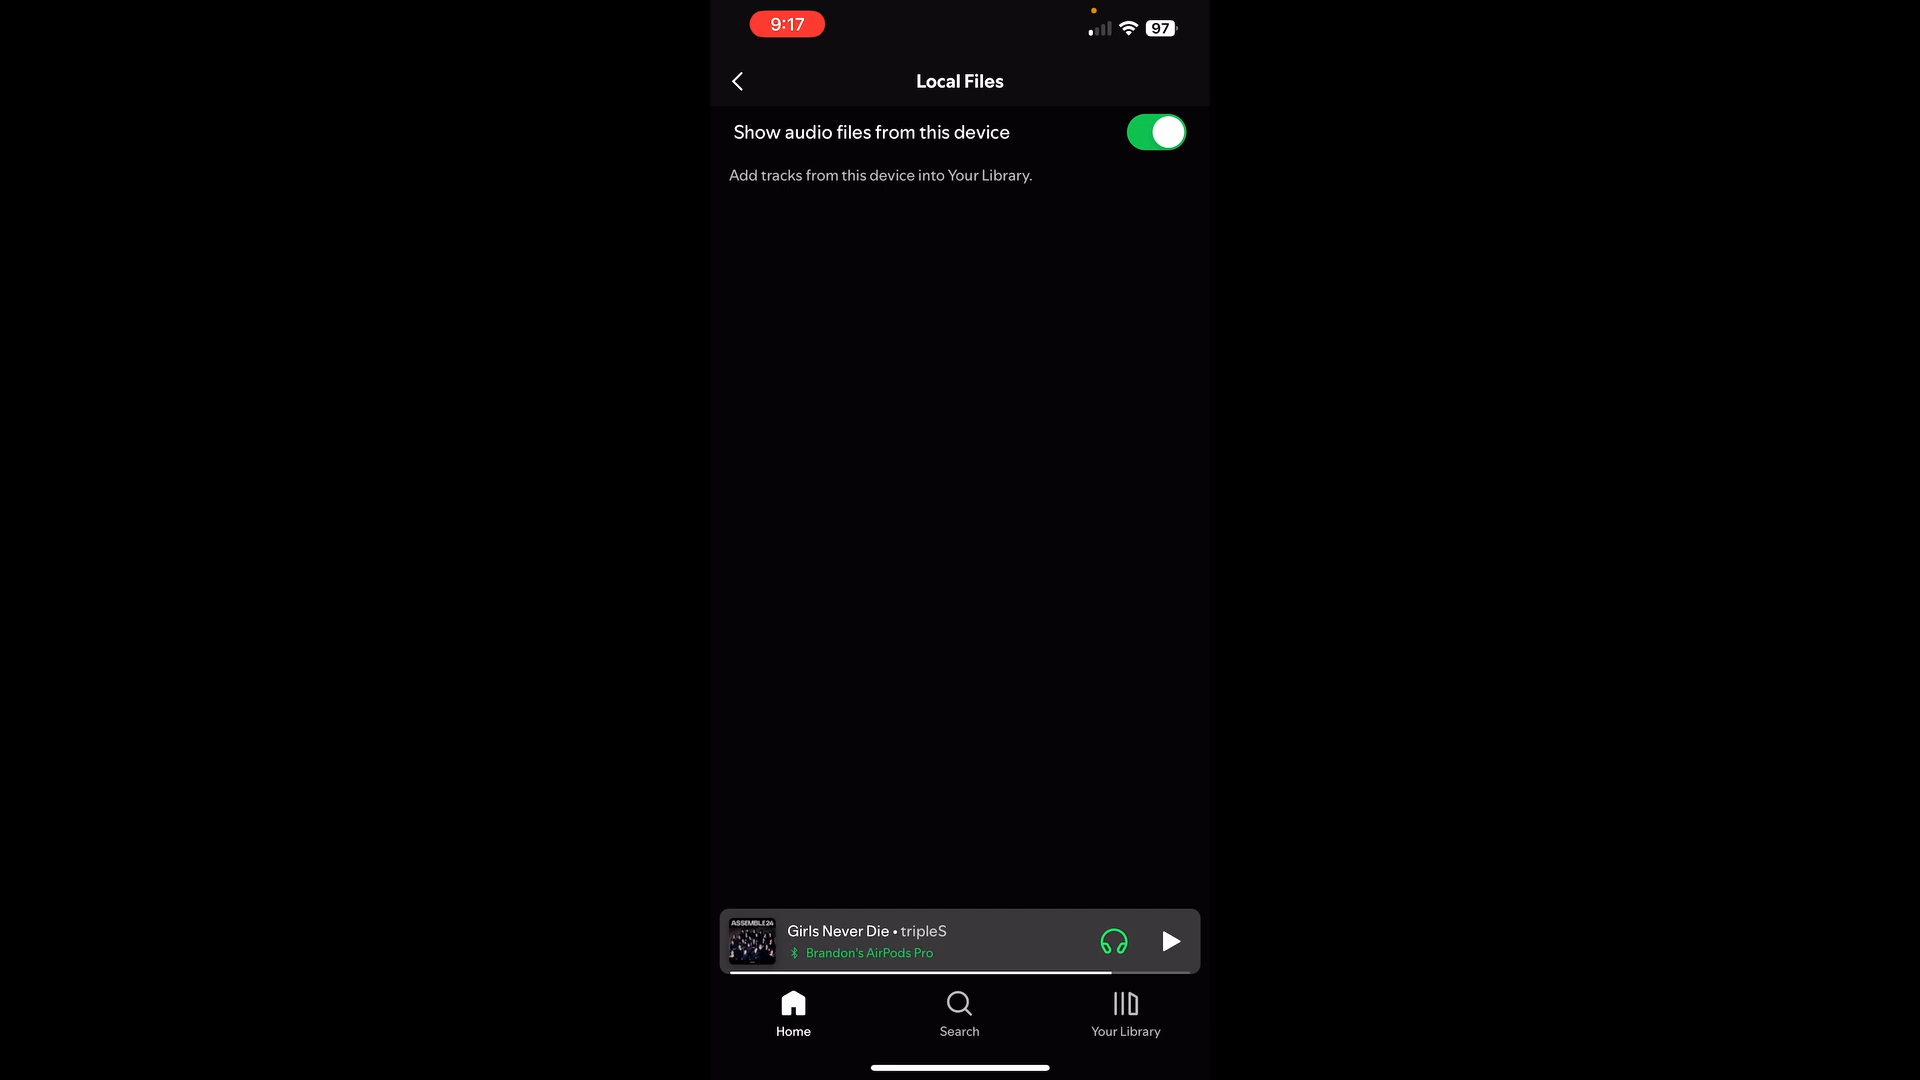 9:17
97
Local Files
Show audio files from this device
Add tracks from this device into Your Library.
ASSEMBLE24
Girls Never Die • tripleS
Brandon's AirPods Pro
Home
Search
Your Library